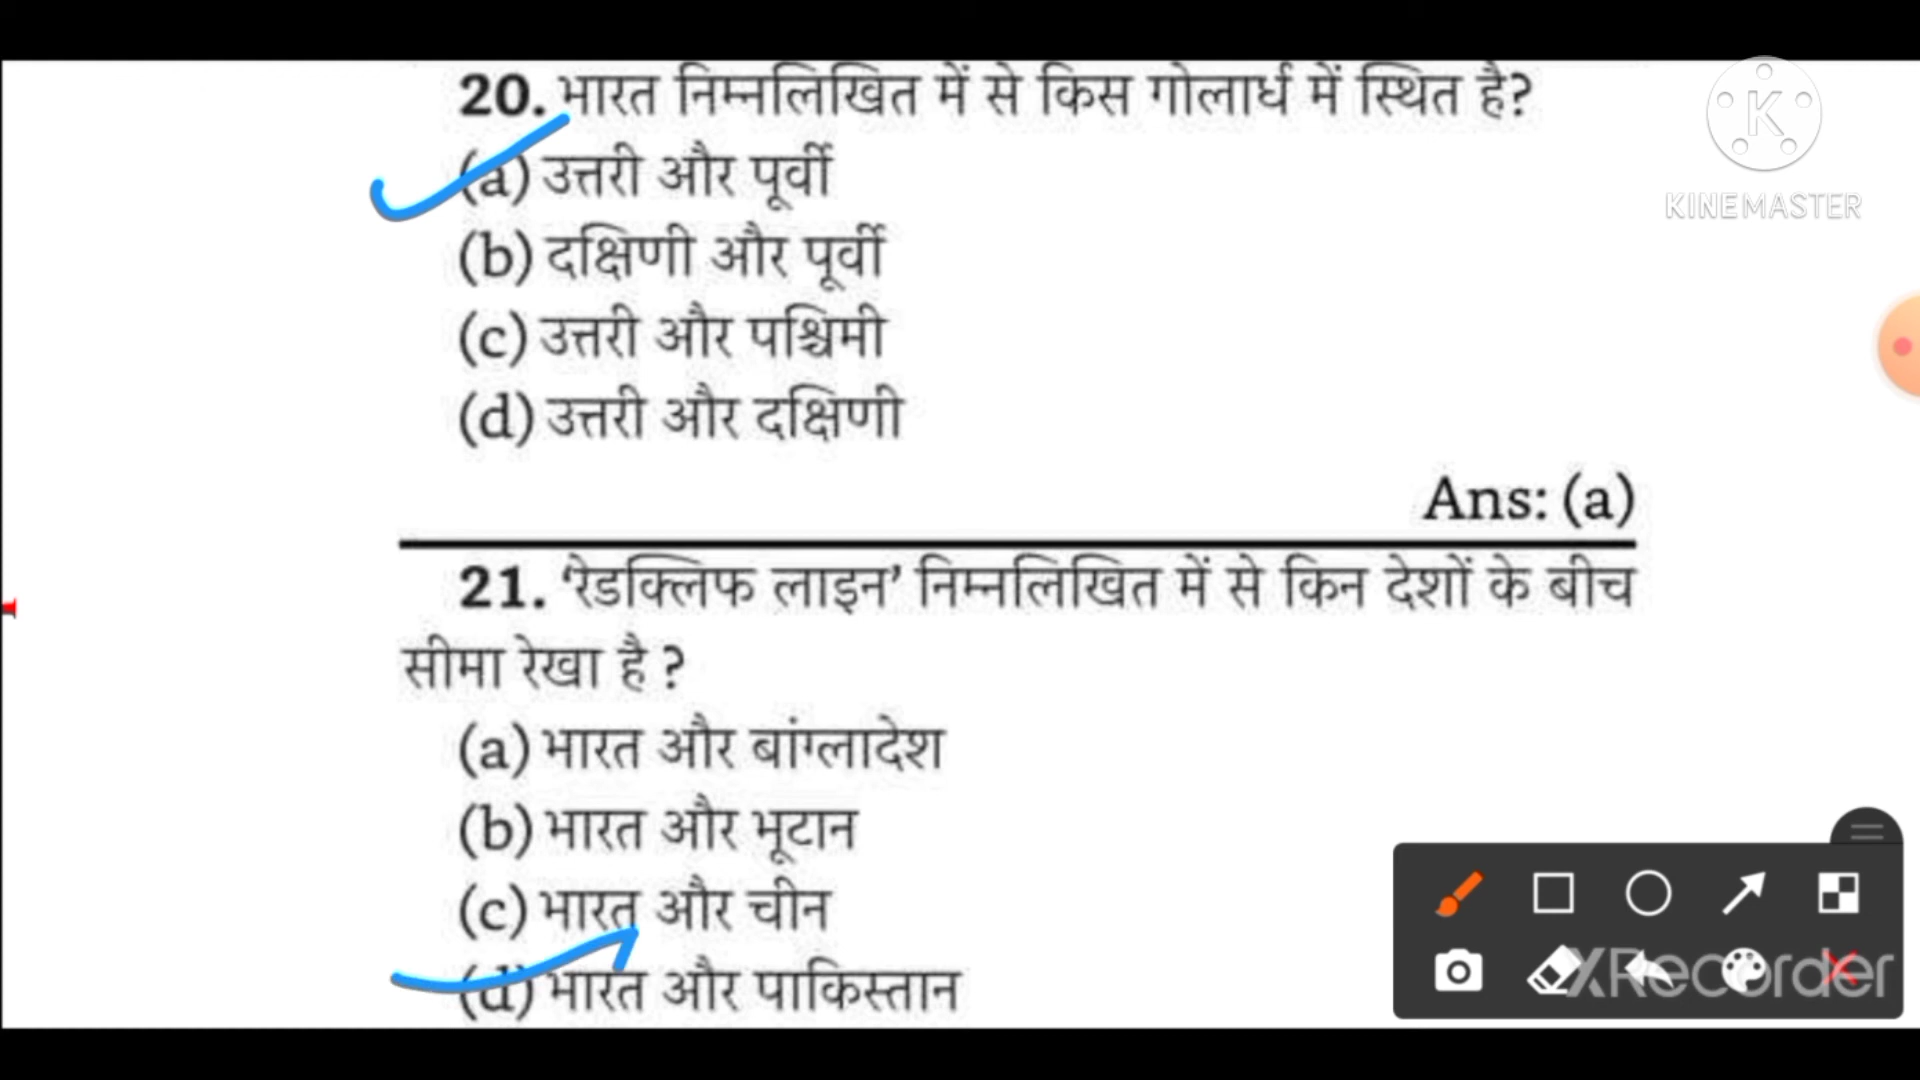 20. भारत निम्नलिखित में से किस गोलार्ध में स्थित है?
(a) उत्तरी और पूर्वी
(b) दक्षिणी और पूर्वी
(c) उत्तरी और पश्चिमी
(d) उत्तरी और दक्षिणी
Ans: (a)
21. ‘रेडक्लिफ लाइन’ निम्नलिखित में से किन देशों के बीच
सीमा रेखा है ?
(a) भारत और बांग्लादेश
(b) भारत और भूटान
(c) भारत और चीन
(d) भारत और पाकिस्तान
K
KINEMASTER
XRecorder